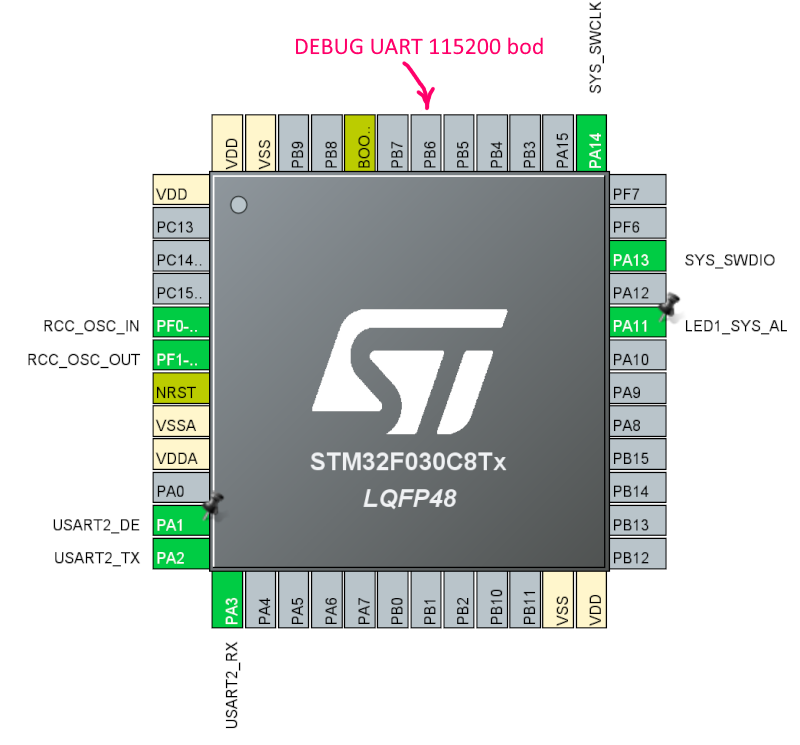 SYS_SWCLK
DEBUG UART 115200 bod
VDD
VSS
PB9
PB8
BOO..
PB7
PB6
PB5
PB4
PB3
PA15
PA14
VDD
PC13
PC14..
PC15..
RCC_OSC_IN PF0-..
RCC_OSC_OUT PF1-..
NRST
VSSA
VDDA
PA0
USART2_DE PA1
USART2_TX PA2
PF7
PF6
PA13 SYS_SWDIO
PA12
PA11 LED1_SYS_AL
PA10
PA9
PA8
PB15
PB14
PB13
PB12
ST
STM32F030C8Tx
LQFP48
PA3
PA4
PA5
PA6
PA7
PB0
PB1
PB2
PB10
PB11
VSS
VDD
USART2_RX